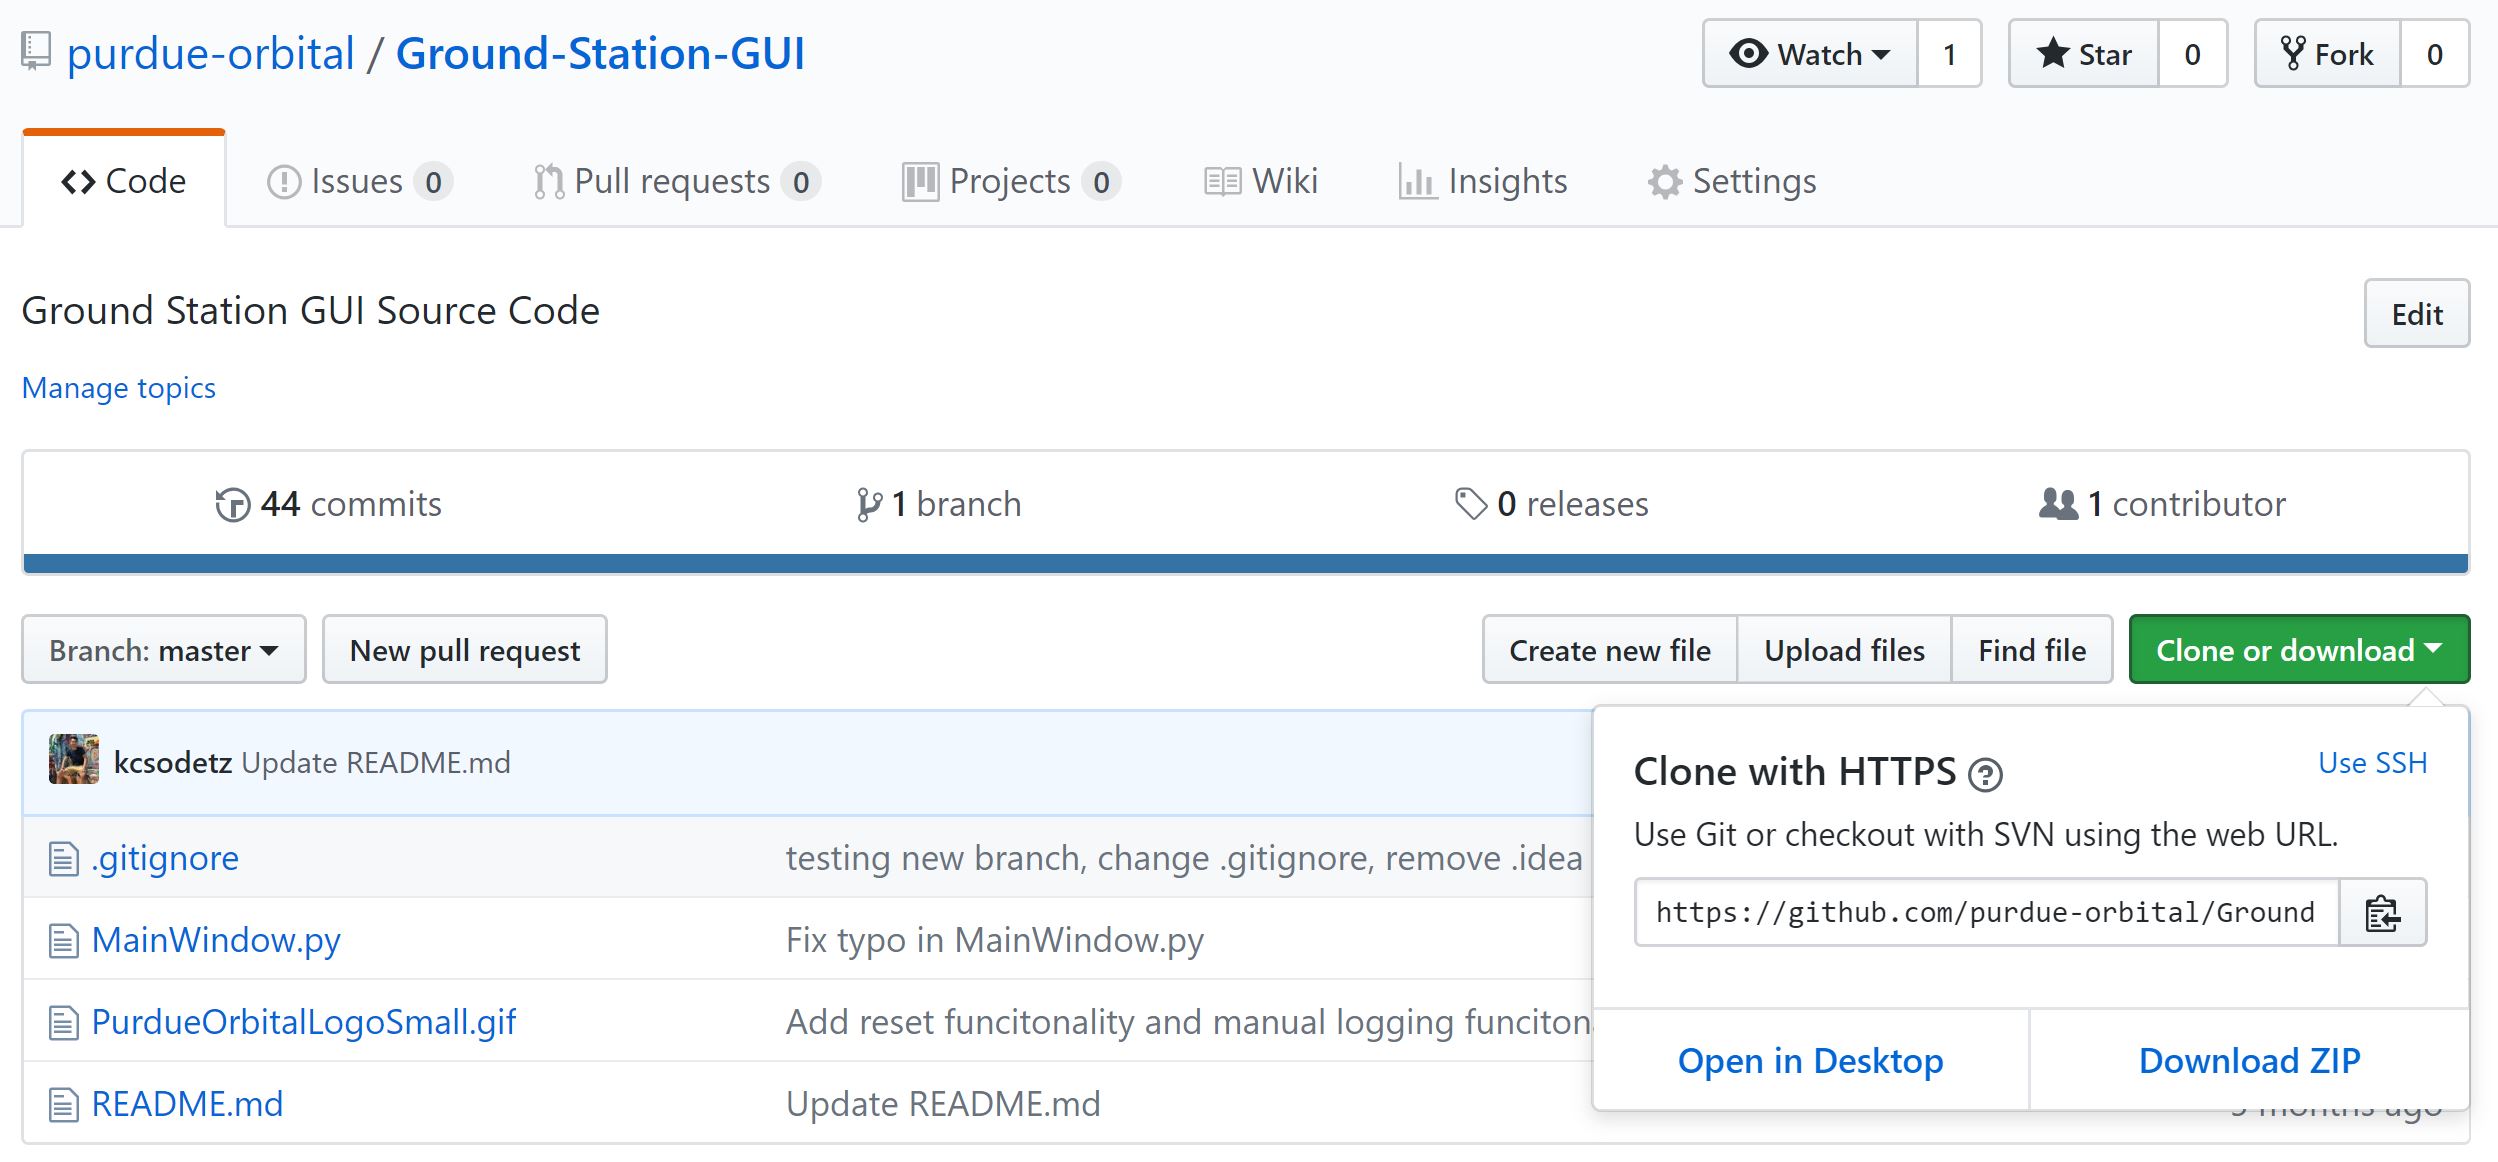 purdue-orbital / Ground-Station-GUI
Watch 1 Star 0 Fork 0
Code Issues 0 Pull requests 0 Projects 0 Wiki Insights Settings
Ground Station GUI Source Code
Edit
Manage topics
44 commits 1 branch 0 releases 1 contributor
Branch: master New pull request Create new file Upload files Find file Clone or download
kcsodetz Update README.md
.gitignore testing new branch, change .gitignore, remove .idea
MainWindow.py Fix typo in MainWindow.py
PurdueOrbitalLogoSmall.gif Add reset funcitonality and manual logging funciton
README.md Update README.md
Clone with HTTPS Use SSH
Use Git or checkout with SVN using the web URL.
https://github.com/purdue-orbital/Ground
Open in Desktop Download ZIP